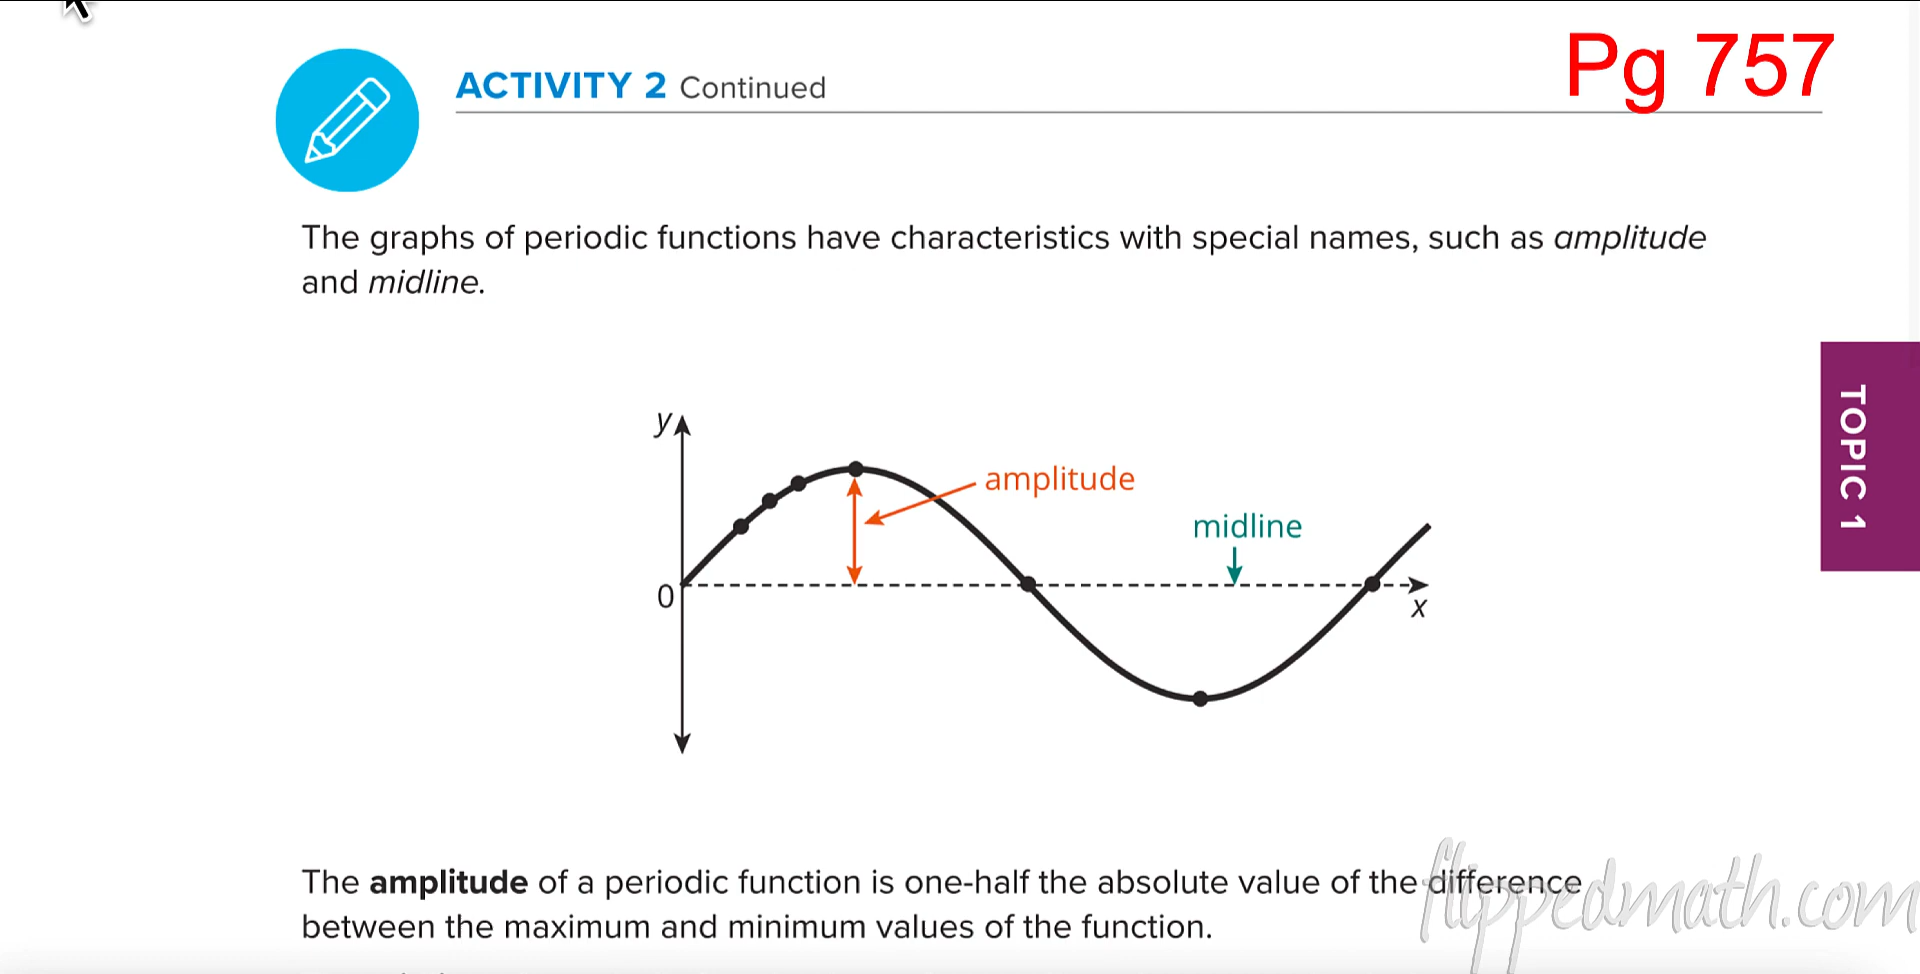 Pg 757
ACTIVITY 2 Continued
The graphs of periodic functions have characteristics with special names, such as amplitude
and midline.
TOPIC 1
y
amplitude
midline
0
x
The amplitude of a periodic function is one-half the absolute value of the difference
between the maximum and minimum values of the function.
flippedmath.com